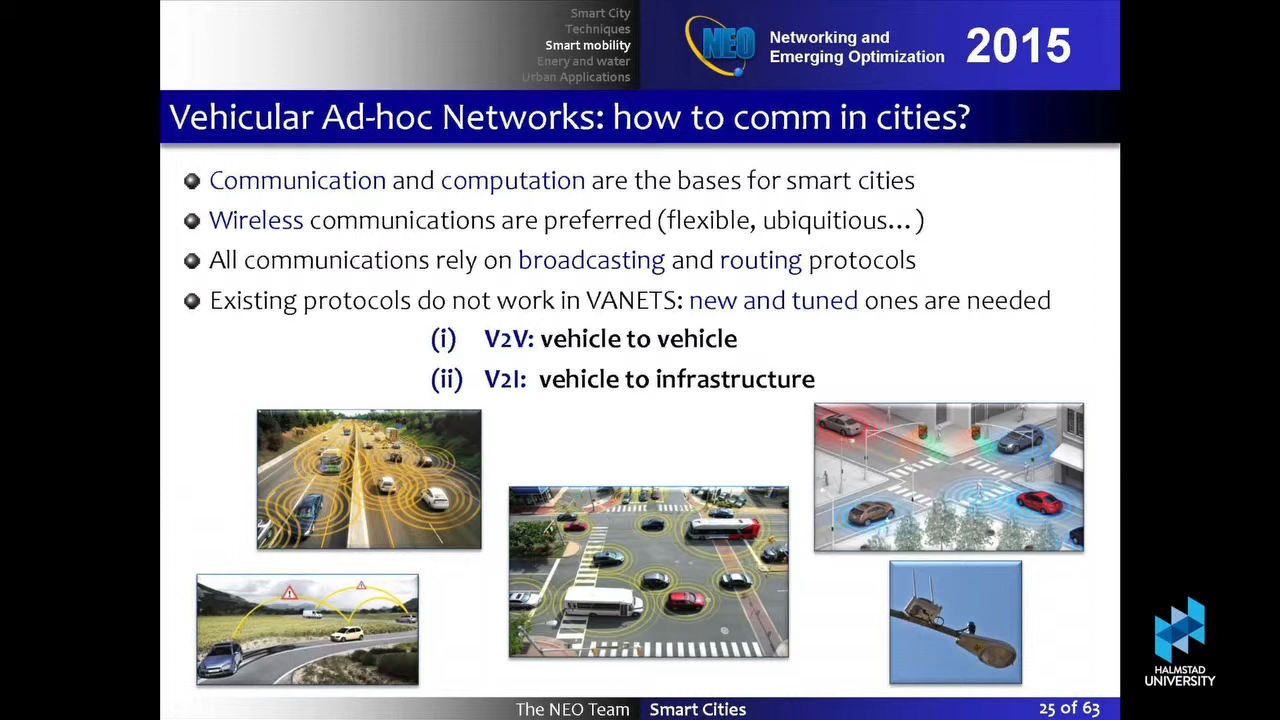 Smart City
Techniques
Smart mobility
Enery and water
Urban Applications
NEO
Networking and
Emerging Optimization
2015
Vehicular Ad-hoc Networks: how to comm in cities?
Communication and computation are the bases for smart cities
Wireless communications are preferred (flexible, ubiquitious…)
All communications rely on broadcasting and routing protocols
Existing protocols do not work in VANETS: new and tuned ones are needed
(i) V2V: vehicle to vehicle
(ii) V2I: vehicle to infrastructure
HALMSTAD
UNIVERSITY
The NEO Team Smart Cities 25 of 63